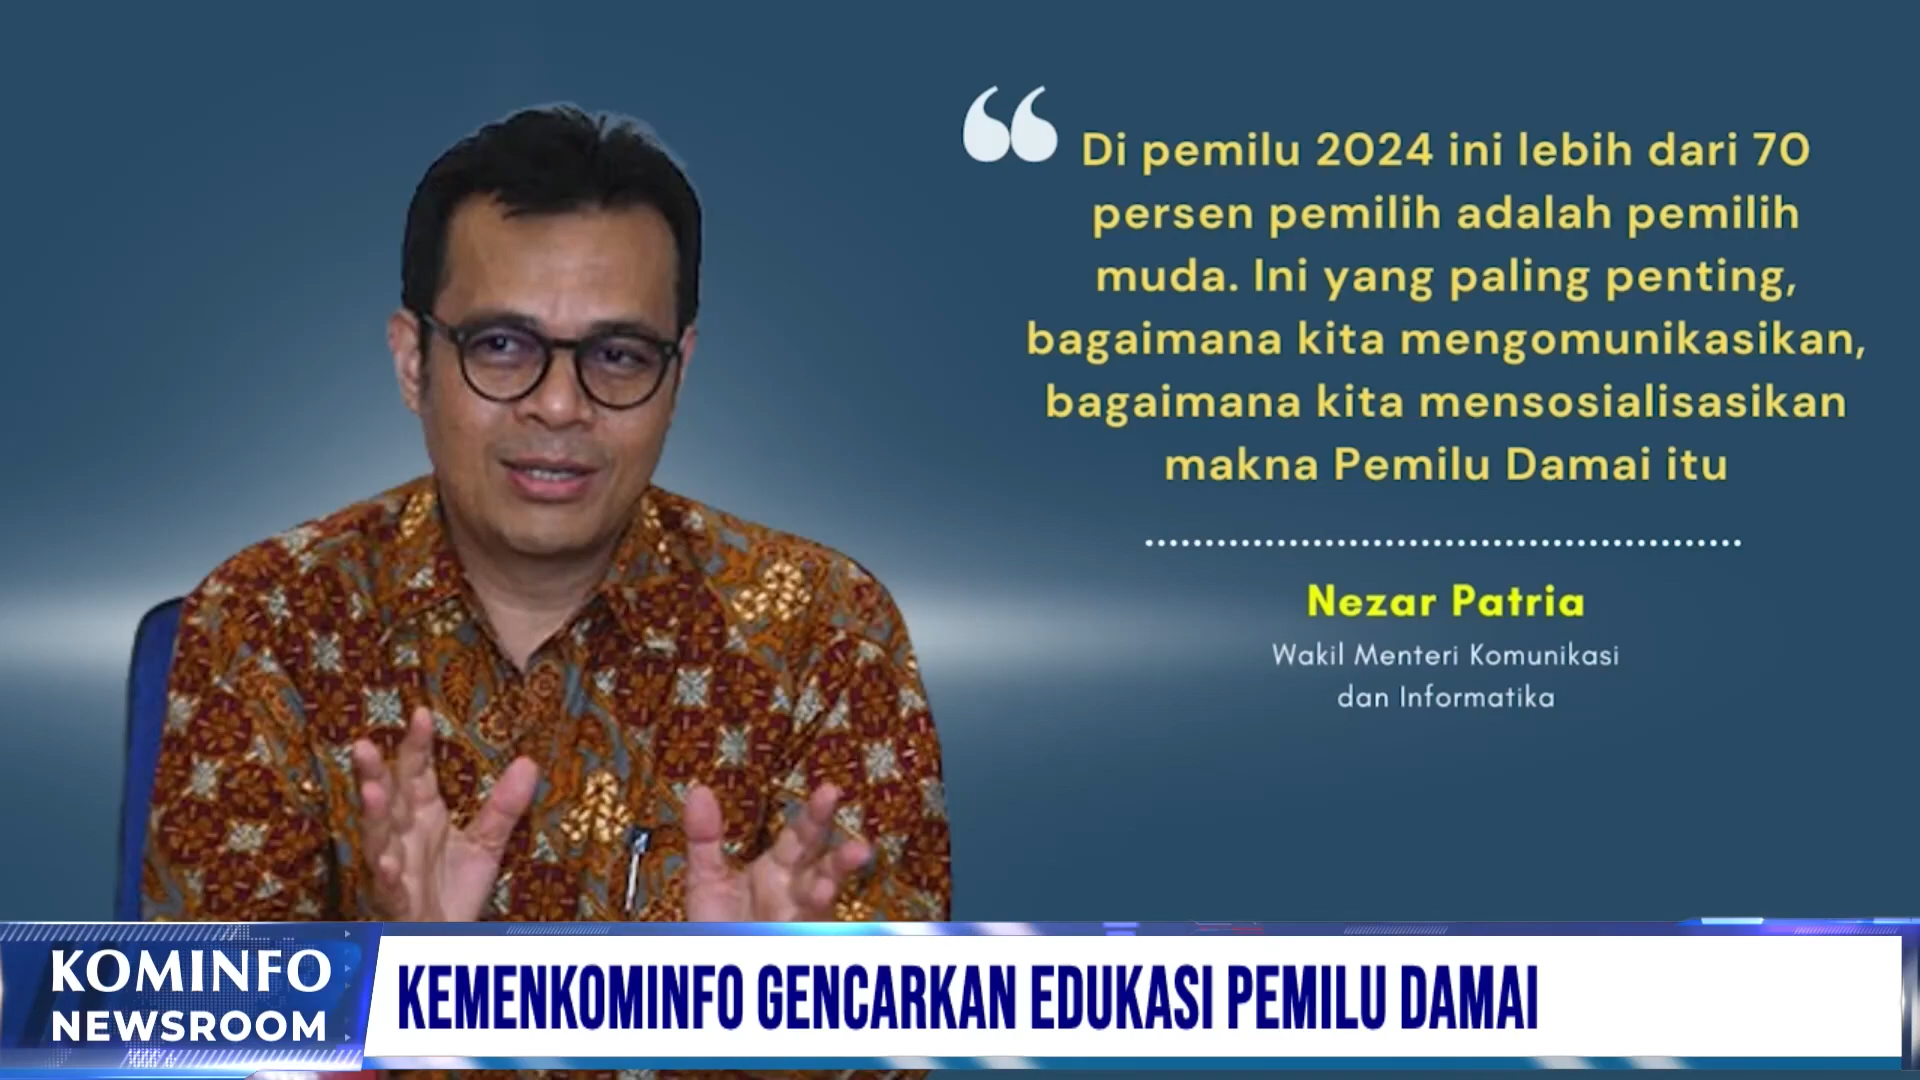 “ Di pemilu 2024 ini lebih dari 70
persen pemilih adalah pemilih
muda. Ini yang paling penting,
bagaimana kita mengomunikasikan,
bagaimana kita mensosialisasikan
makna Pemilu Damai itu
Nezar Patria
Wakil Menteri Komunikasi
dan Informatika
KOMINFO
NEWSROOM
KEMENKOMINFO GENCARKAN EDUKASI PEMILU DAMAI